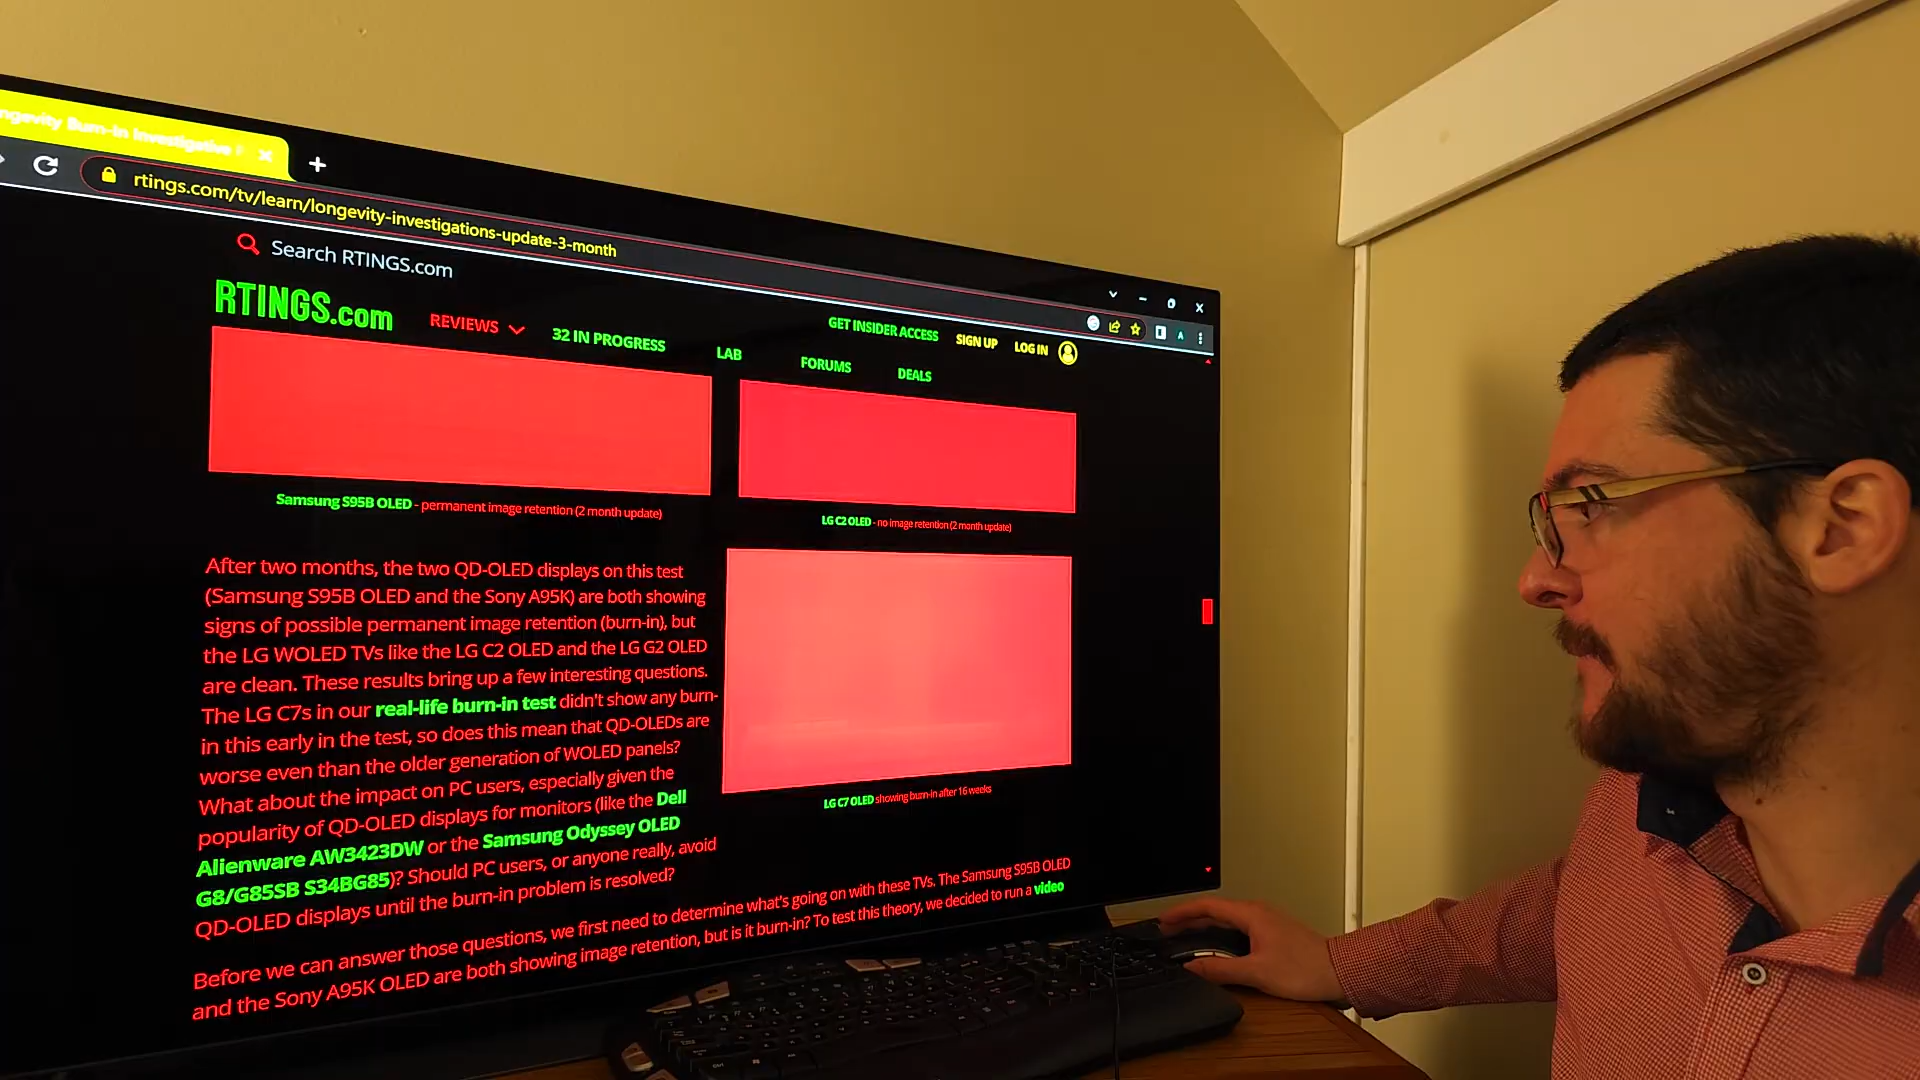 ngevity Burn-in Investigative
rtings.com/tv/learn/longevity-investigations-update-3-month
Search RTINGS.com
RTINGS.com
REVIEWS
32 IN PROGRESS
LAB
FORUMS
DEALS
GET INSIDER ACCESS
SIGN UP
LOG IN
A
Samsung S95B OLED - permanent image retention (2 month update)
LG C2 OLED - no image retention (2 month update)
After two months, the two QD-OLED displays on this test
(Samsung S95B OLED and the Sony A95K) are both showing
signs of possible permanent image retention (burn-in), but
the LG WOLED TVs like the LG C2 OLED and the LG G2 OLED
are clean. These results bring up a few interesting questions.
The LG C7s in our real-life burn-in test didn't show any burn-
in this early in the test, so does this mean that QD-OLEDs are
worse even than the older generation of WOLED panels?
What about the impact on PC users, especially given the
popularity of QD-OLED displays for monitors (like the Dell
Alienware AW3423DW or the Samsung Odyssey OLED
G8/G85SB S34BG85)? Should PC users, or anyone really, avoid
QD-OLED displays until the burn-in problem is resolved?
LG C7 OLED showing burn-in after 16 weeks
Before we can answer those questions, we first need to determine what's going on with these TVs. The Samsung S95B OLED
and the Sony A95K OLED are both showing image retention, but is it burn-in? To test this theory, we decided to run a video